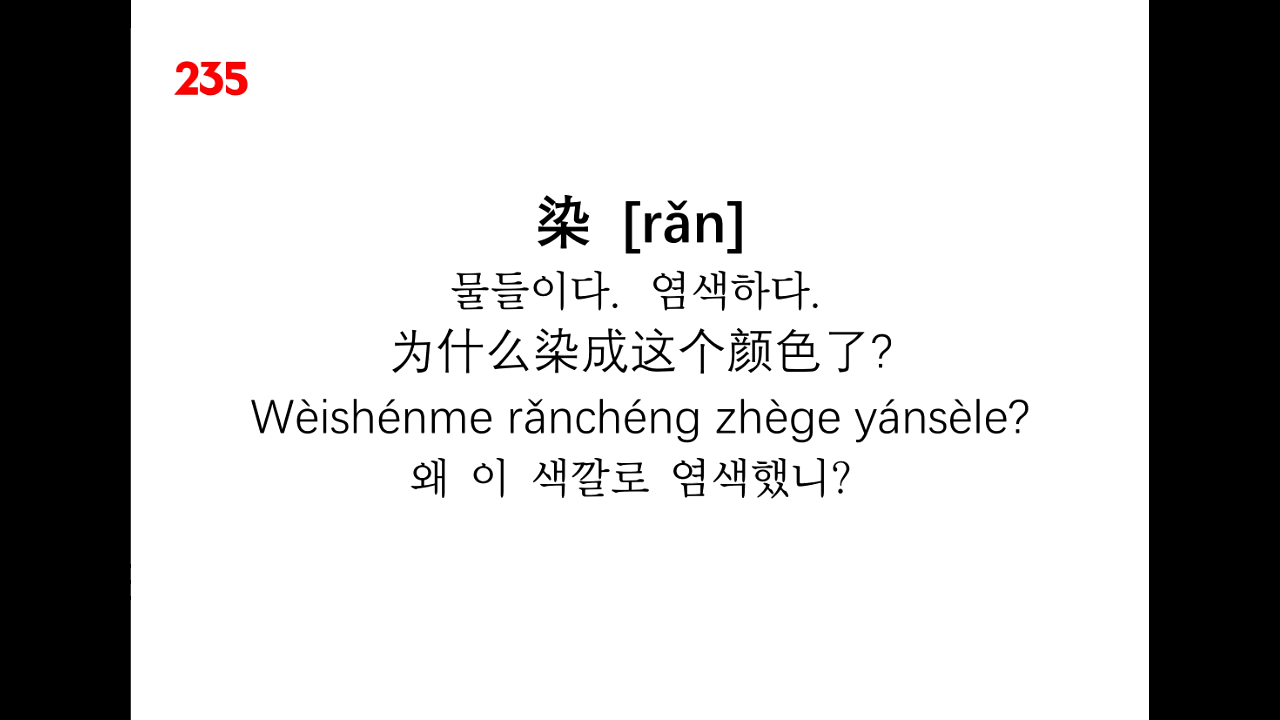 235
染 [rǎn]
물들이다. 염색하다.
为什么染成这个颜色了?
Wèishénme rǎnchéng zhège yánsèle?
왜 이 색깔로 염색했니?